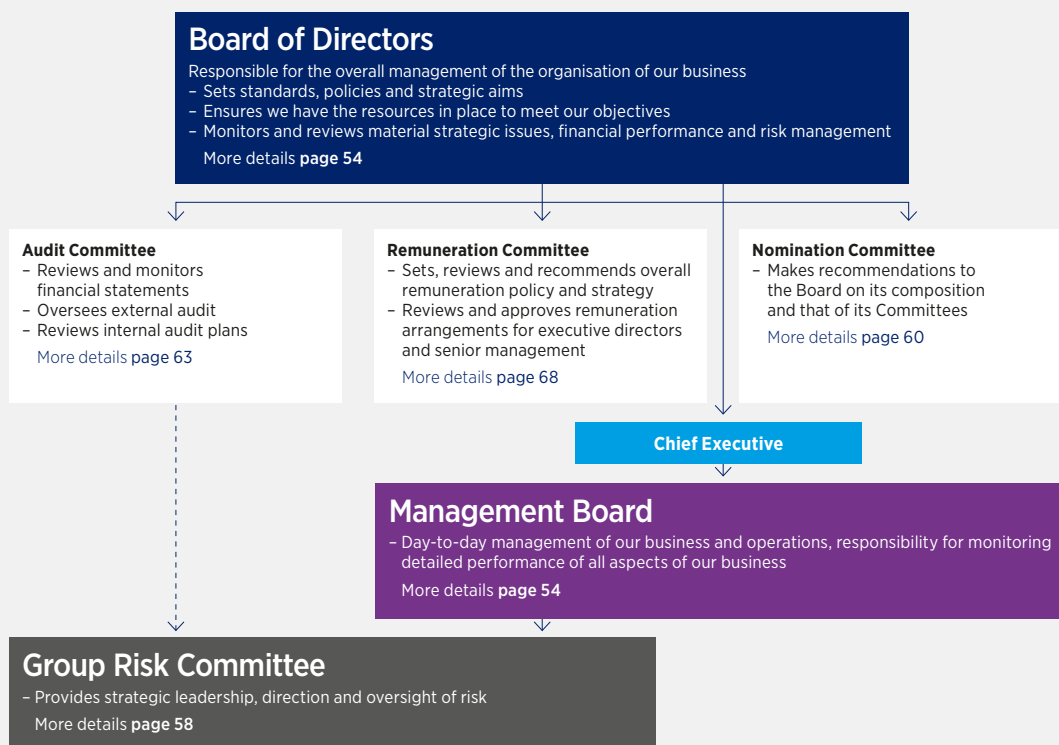 Board of Directors
Responsible for the overall management of the organisation of our business
– Sets standards, policies and strategic aims
– Ensures we have the resources in place to meet our objectives
– Monitors and reviews material strategic issues, financial performance and risk management
More details page 54
Audit Committee
– Reviews and monitors
financial statements
– Oversees external audit
– Reviews internal audit plans
More details page 63
Remuneration Committee
– Sets, reviews and recommends overall
remuneration policy and strategy
– Reviews and approves remuneration
arrangements for executive directors
and senior management
More details page 68
Nomination Committee
– Makes recommendations to
the Board on its composition
and that of its Committees
More details page 60
Chief Executive
Management Board
– Day-to-day management of our business and operations, responsibility for monitoring
detailed performance of all aspects of our business
More details page 54
Group Risk Committee
– Provides strategic leadership, direction and oversight of risk
More details page 58